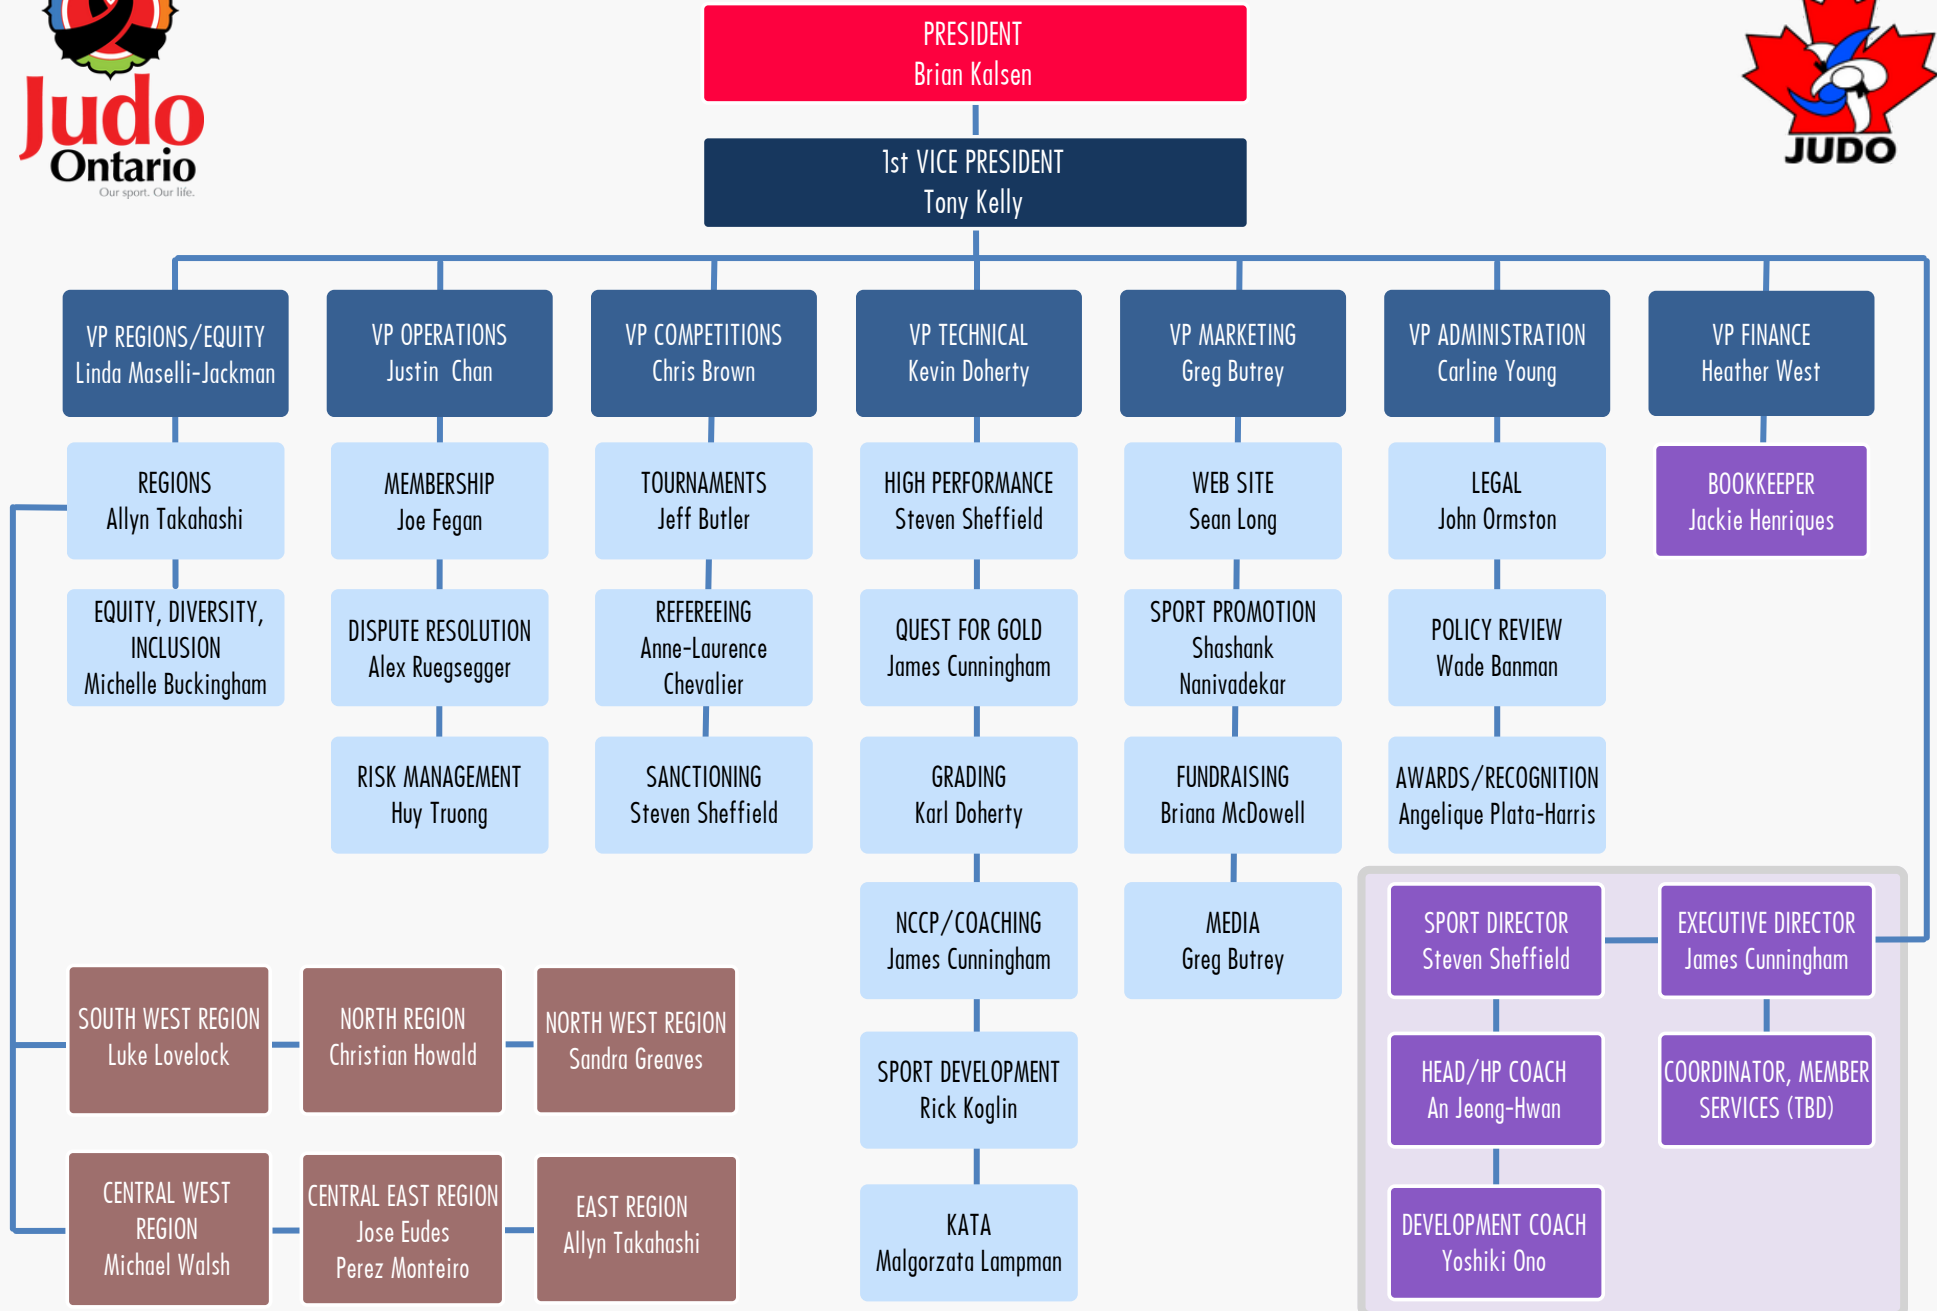 Judo
Ontario
Our sport. Our life.
JUDO
PRESIDENT
Brian Kalsen
1st VICE PRESIDENT
Tony Kelly
VP REGIONS/EQUITY
Linda Maselli-Jackman
VP OPERATIONS
Justin Chan
VP COMPETITIONS
Chris Brown
VP TECHNICAL
Kevin Doherty
VP MARKETING
Greg Butrey
VP ADMINISTRATION
Carline Young
VP FINANCE
Heather West
REGIONS
Allyn Takahashi
MEMBERSHIP
Joe Fegan
TOURNAMENTS
Jeff Butler
HIGH PERFORMANCE
Steven Sheffield
WEB SITE
Sean Long
LEGAL
John Ormston
BOOKKEEPER
Jackie Henriques
EQUITY, DIVERSITY,
INCLUSION
Michelle Buckingham
DISPUTE RESOLUTION
Alex Ruegsegger
REFEREEING
Anne-Laurence
Chevalier
QUEST FOR GOLD
James Cunningham
SPORT PROMOTION
Shashank
Nanivadekar
POLICY REVIEW
Wade Banman
RISK MANAGEMENT
Huy Truong
SANCTIONING
Steven Sheffield
GRADING
Karl Doherty
FUNDRAISING
Briana McDowell
AWARDS/RECOGNITION
Angelique Plata-Harris
NCCP/COACHING
James Cunningham
MEDIA
Greg Butrey
SPORT DIRECTOR
Steven Sheffield
EXECUTIVE DIRECTOR
James Cunningham
SOUTH WEST REGION
Luke Lovelock
NORTH REGION
Christian Howald
NORTH WEST REGION
Sandra Greaves
SPORT DEVELOPMENT
Rick Koglin
HEAD/HP COACH
An Jeong-Hwan
COORDINATOR, MEMBER
SERVICES (TBD)
CENTRAL WEST
REGION
Michael Walsh
CENTRAL EAST REGION
Jose Eudes
Perez Monteiro
EAST REGION
Allyn Takahashi
KATA
Malgorzata Lampman
DEVELOPMENT COACH
Yoshiki Ono